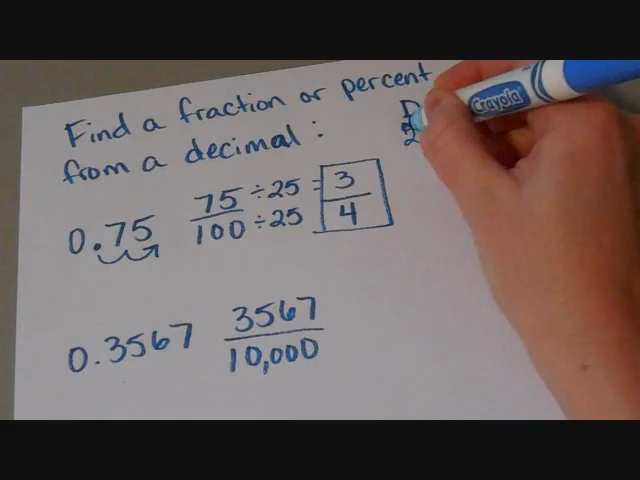 Find a fraction or percent
from a decimal:
0.75 75/100 ÷25 ÷25 = 3/4
0.3567 3567/10,000
Crayola